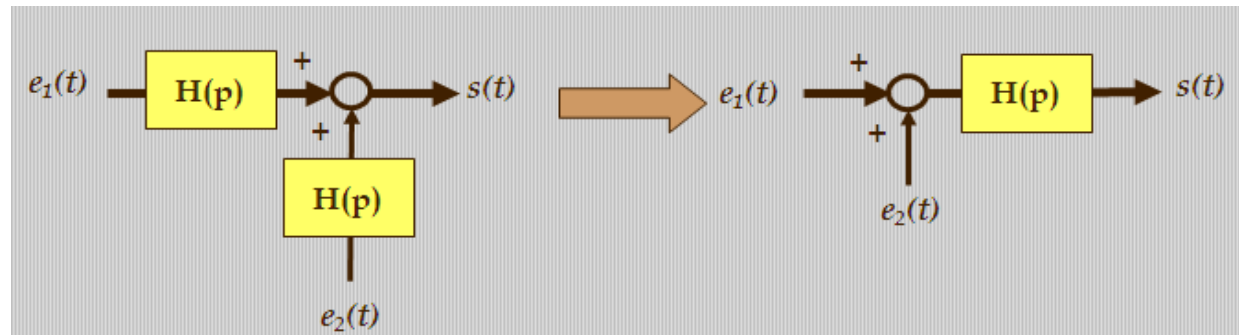 e₁(t) H(p) + s(t)
+
H(p)
e₂(t)
e₁(t) + H(p) s(t)
+
e₂(t)